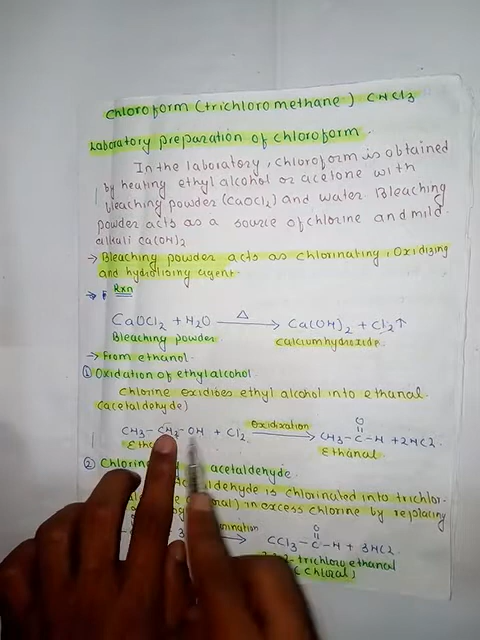 Chloroform (trichloromethane) CHCl3
Laboratory preparation of chloroform.
In the laboratory, chloroform is obtained
by heating ethyl alcohol or acetone with
bleaching powder (CaOCl2) and water. Bleaching
powder acts as a source of chlorine and mild
alkali Ca(OH)2
→ Bleaching powder acts as chlorinating, Oxidizing
and hydrolising agent.
→ Rxn
CaOCl2 + H2O —Δ→ Ca(OH)2 + Cl2↑
Bleaching powder calcium hydroxide.
→ From ethanol.
① Oxidation of ethyl alcohol
Chlorine oxidises ethyl alcohol into ethanal
(acetaldehyde)
CH3-CH2-OH + Cl2 Oxidixation → CH3-C-H + 2HCl.
O
Ethanal
② acetaldehyde.
is chlorinated into trichlor-
in excess chlorine by replacing
→ CCl3-C-H + 3HCl.
O
trichloroethanal
(Chloral)